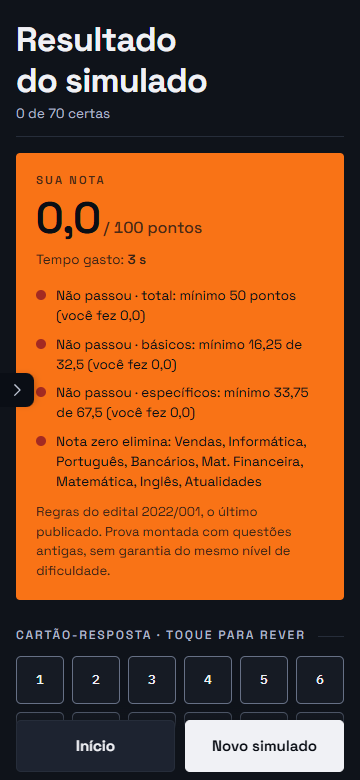 Resultado
do simulado
0 de 70 certas
SUA NOTA
0,0 / 100 pontos
Tempo gasto: 3 s
Não passou · total: mínimo 50 pontos
(você fez 0,0)
Não passou · básicos: mínimo 16,25 de
32,5 (você fez 0,0)
Não passou · específicos: mínimo 33,75
de 67,5 (você fez 0,0)
Nota zero elimina: Vendas, Informática,
Português, Bancários, Mat. Financeira,
Matemática, Inglês, Atualidades
Regras do edital 2022/001, o último
publicado. Prova montada com questões
antigas, sem garantia do mesmo nível de
dificuldade.
CARTÃO-RESPOSTA · TOQUE PARA REVER
1 2 3 4 5 6
Início Novo simulado